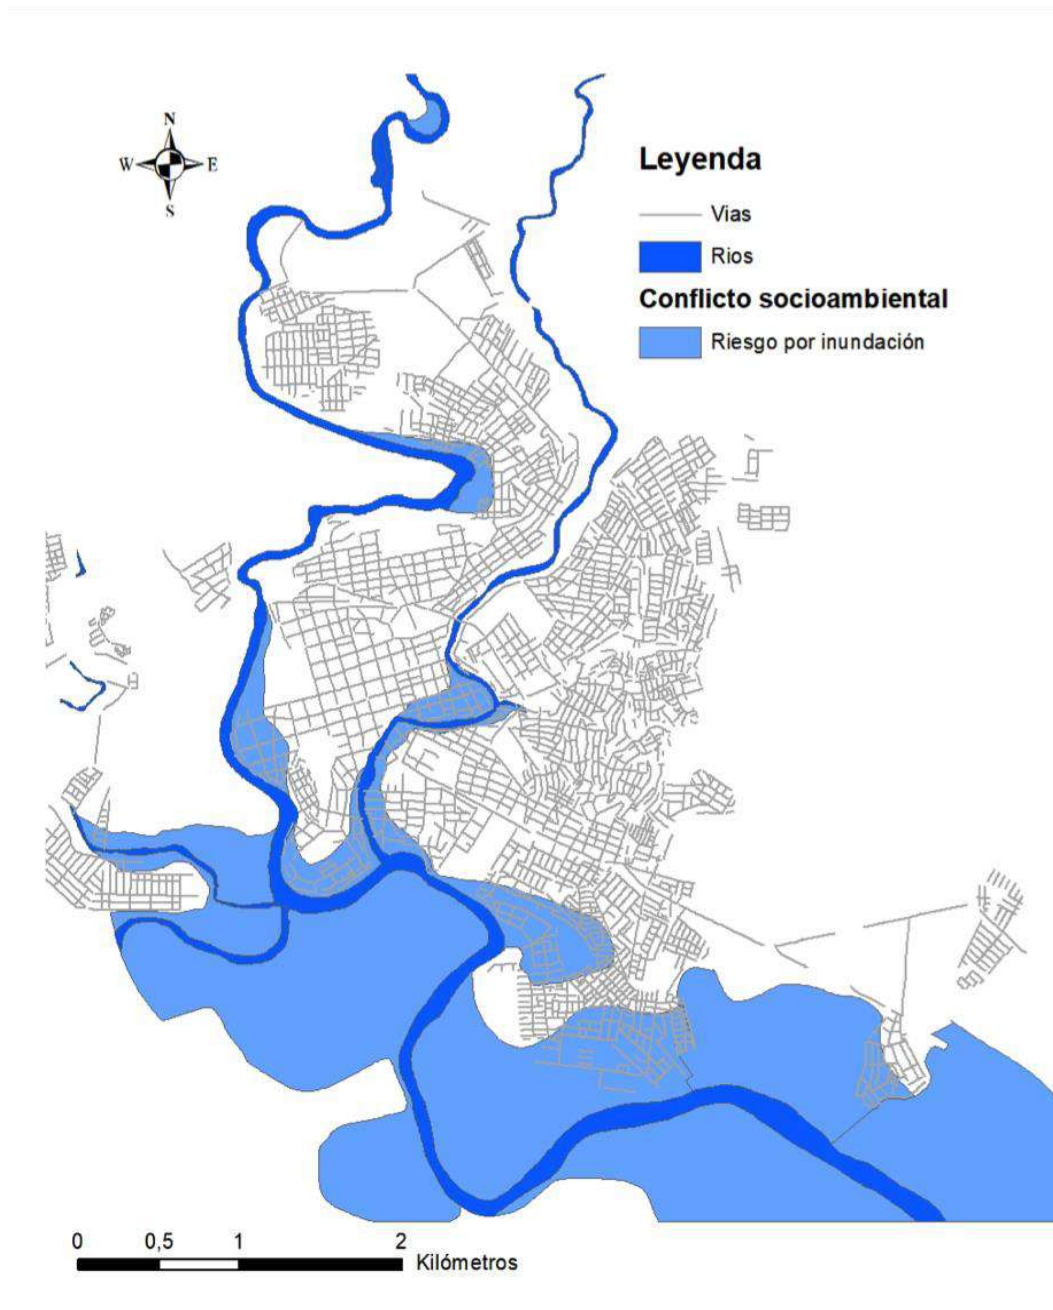 N
W E
S
Leyenda
Vias
Rios
Conflicto socioambiental
Riesgo por inundación
0 0,5 1 2
Kilómetros